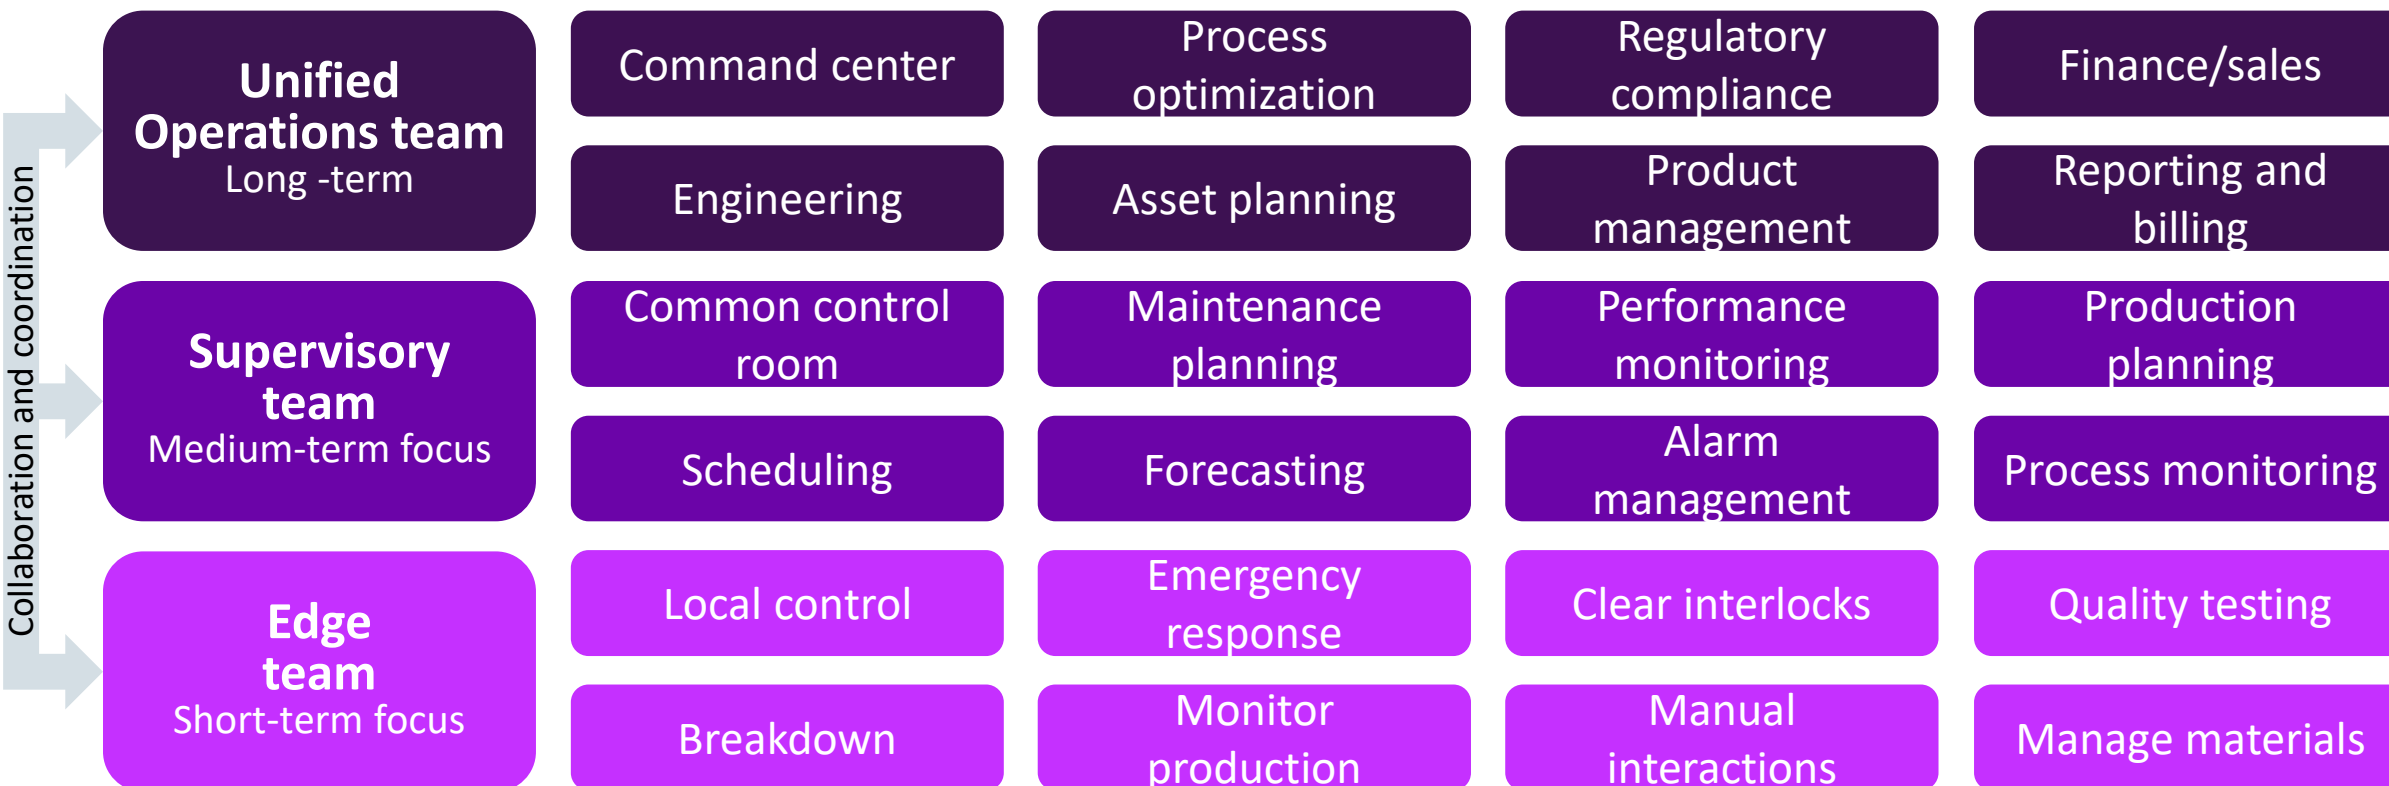 Collaboration and coordination
Unified
Operations team
Long -term
Command center
Process
optimization
Regulatory
compliance
Finance/sales
Engineering
Asset planning
Product
management
Reporting and
billing
Supervisory
team
Medium-term focus
Common control
room
Maintenance
planning
Performance
monitoring
Production
planning
Scheduling
Forecasting
Alarm
management
Process monitoring
Edge
team
Short-term focus
Local control
Emergency
response
Clear interlocks
Quality testing
Breakdown
Monitor
production
Manual
interactions
Manage materials